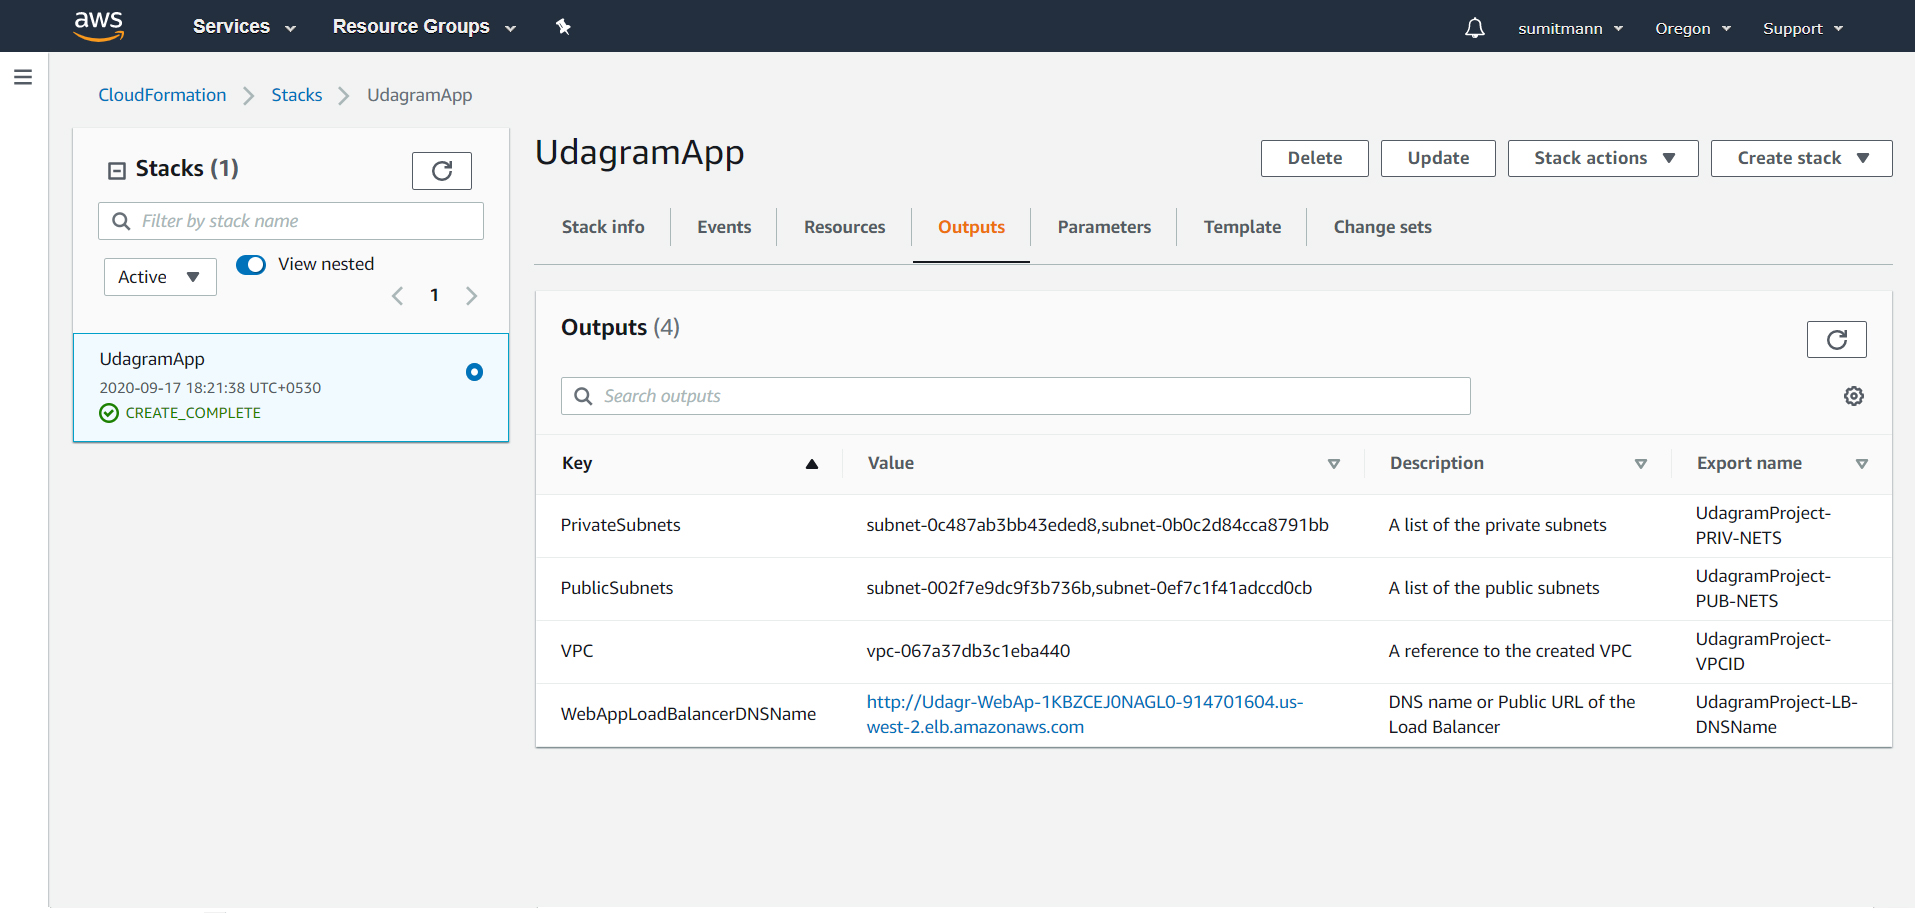 aws Services Resource Groups sumitmann Oregon Support
CloudFormation Stacks UdagramApp
Stacks (1)
Filter by stack name
Active View nested
1
UdagramApp
2020-09-17 18:21:38 UTC+0530
CREATE_COMPLETE
UdagramApp
Delete Update Stack actions Create stack
Stack info Events Resources Outputs Parameters Template Change sets
Outputs (4)
Search outputs
Key Value Description Export name
PrivateSubnets subnet-0c487ab3bb43eded8,subnet-0b0c2d84cca8791bb A list of the private subnets UdagramProject-
PRIV-NETS
PublicSubnets subnet-002f7e9dc9f3b736b,subnet-0ef7c1f41adccd0cb A list of the public subnets UdagramProject-
PUB-NETS
VPC vpc-067a37db3c1eba440 A reference to the created VPC UdagramProject-
VPCID
WebAppLoadBalancerDNSName http://Udagr-WebAp-1KBZCEJ0NAGL0-914701604.us- DNS name or Public URL of the UdagramProject-LB-
west-2.elb.amazonaws.com Load Balancer DNSName